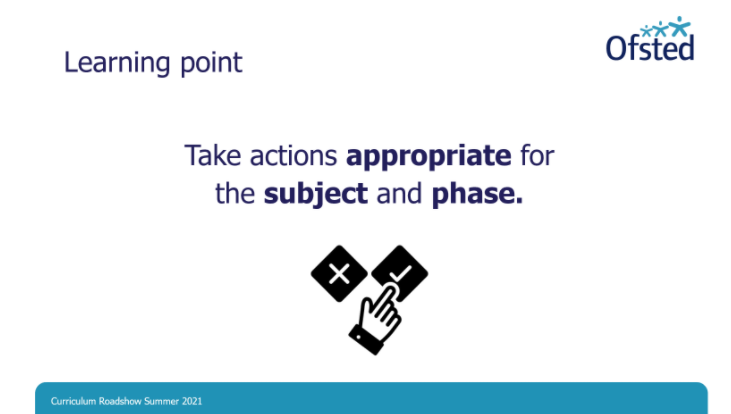 Learning point
Ofsted
Take actions appropriate for
the subject and phase.
Curriculum Roadshow Summer 2021